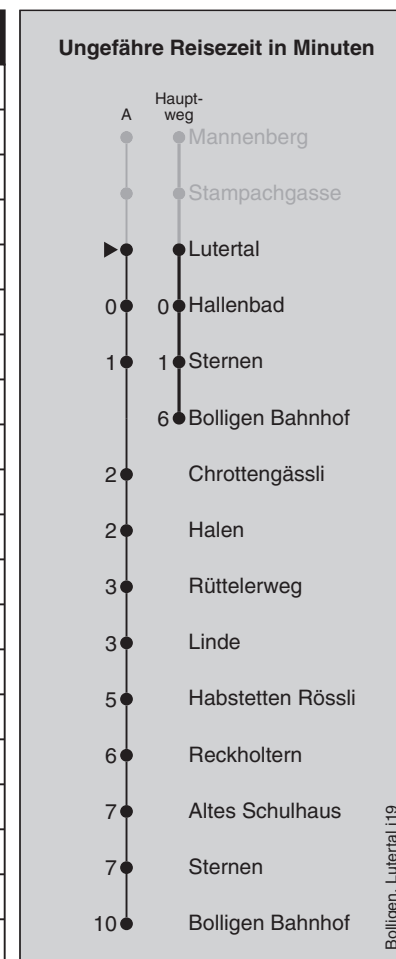 Ungefähre Reisezeit in Minuten
A
Haupt-
weg
Mannenberg
Stampachgasse
Lutertal
0 0 Hallenbad
1 1 Sternen
6 Bolligen Bahnhof
2 Chrottengässli
2 Halen
3 Rüttelerweg
3 Linde
5 Habstetten Rössli
6 Reckholtern
7 Altes Schulhaus
7 Sternen
10 Bolligen Bahnhof
Bolligen, Lutertal j19